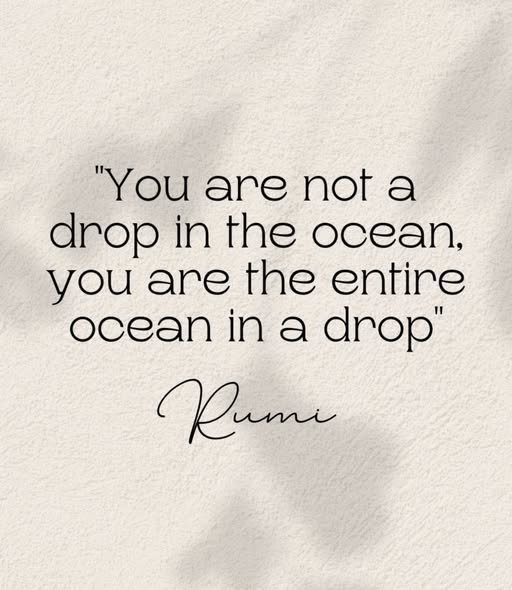 "You are not a
drop in the ocean,
you are the entire
ocean in a drop"
Rumi